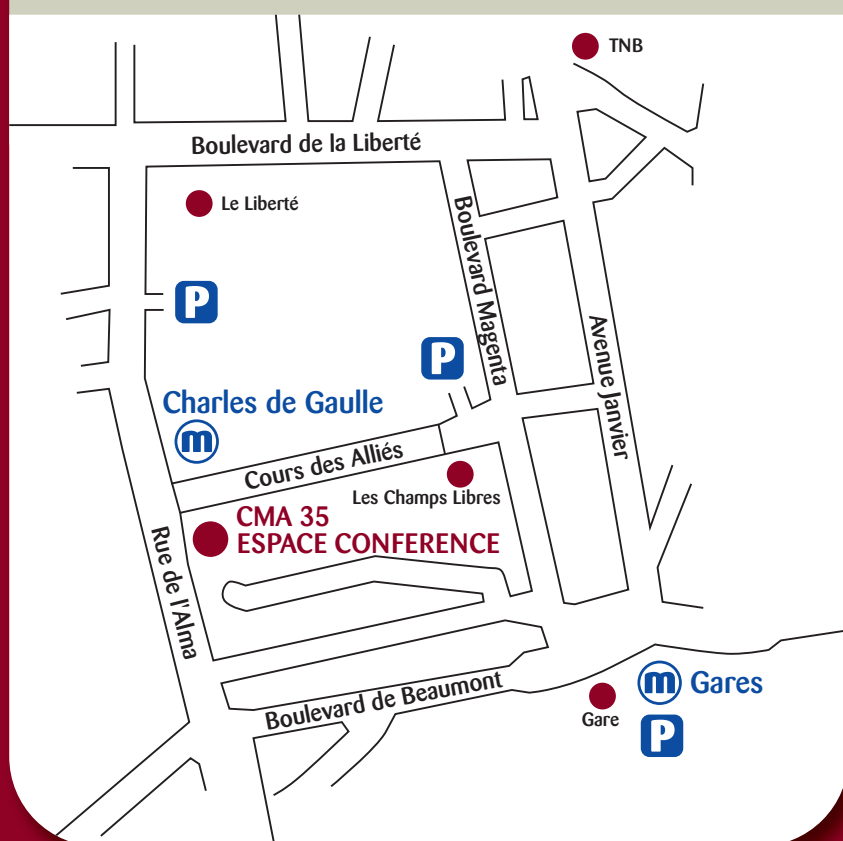 TNB
Boulevard de la Liberté
Le Liberté
Boulevard Magenta
P
Avenue Janvier
P
Charles de Gaulle
m
Cours des Alliés
Les Champs Libres
CMA 35
ESPACE CONFERENCE
Rue de l'Alma
Boulevard de Beaumont
m Gares
Gare
P